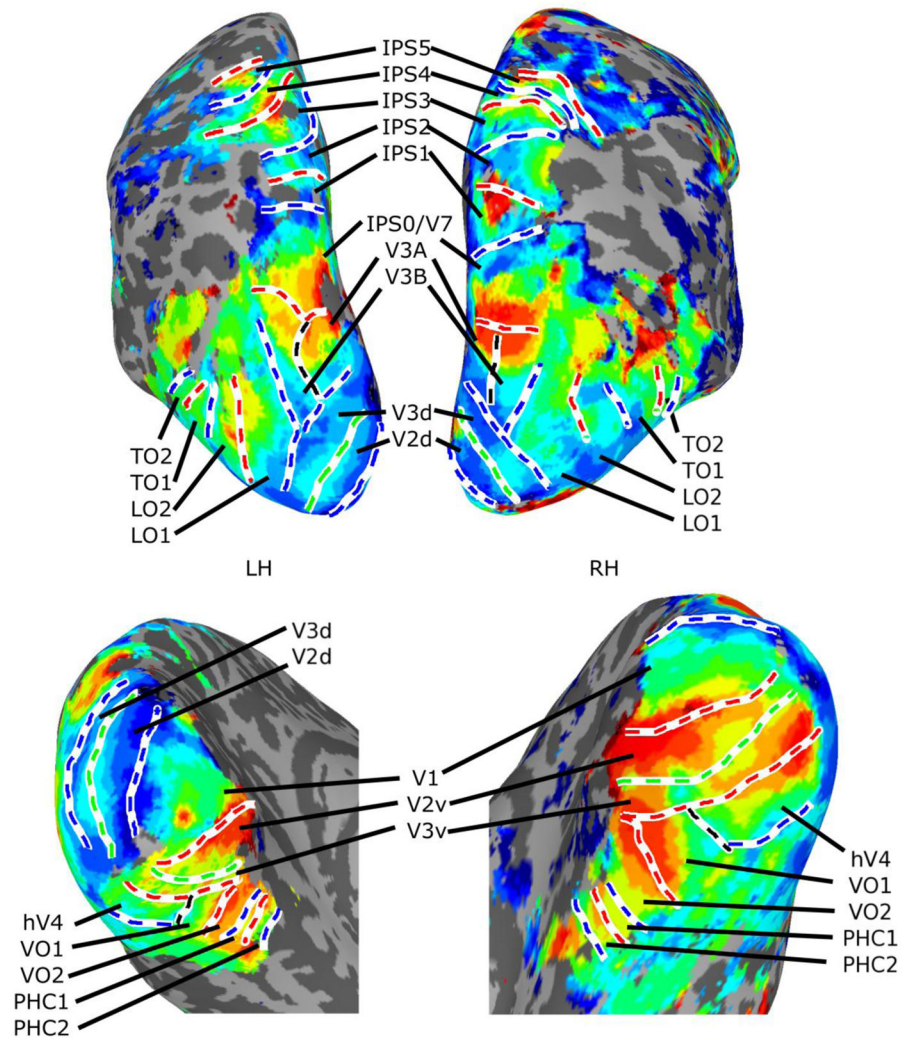 IPS5
IPS4
IPS3
IPS2
IPS1
IPS0/V7
V3A
V3B
V3d
V2d
TO2
TO1
LO2
LO1
TO2
TO1
LO2
LO1
LH
RH
V3d
V2d
V1
V2v
V3v
hV4
VO1
VO2
PHC1
PHC2
hV4
VO1
VO2
PHC1
PHC2